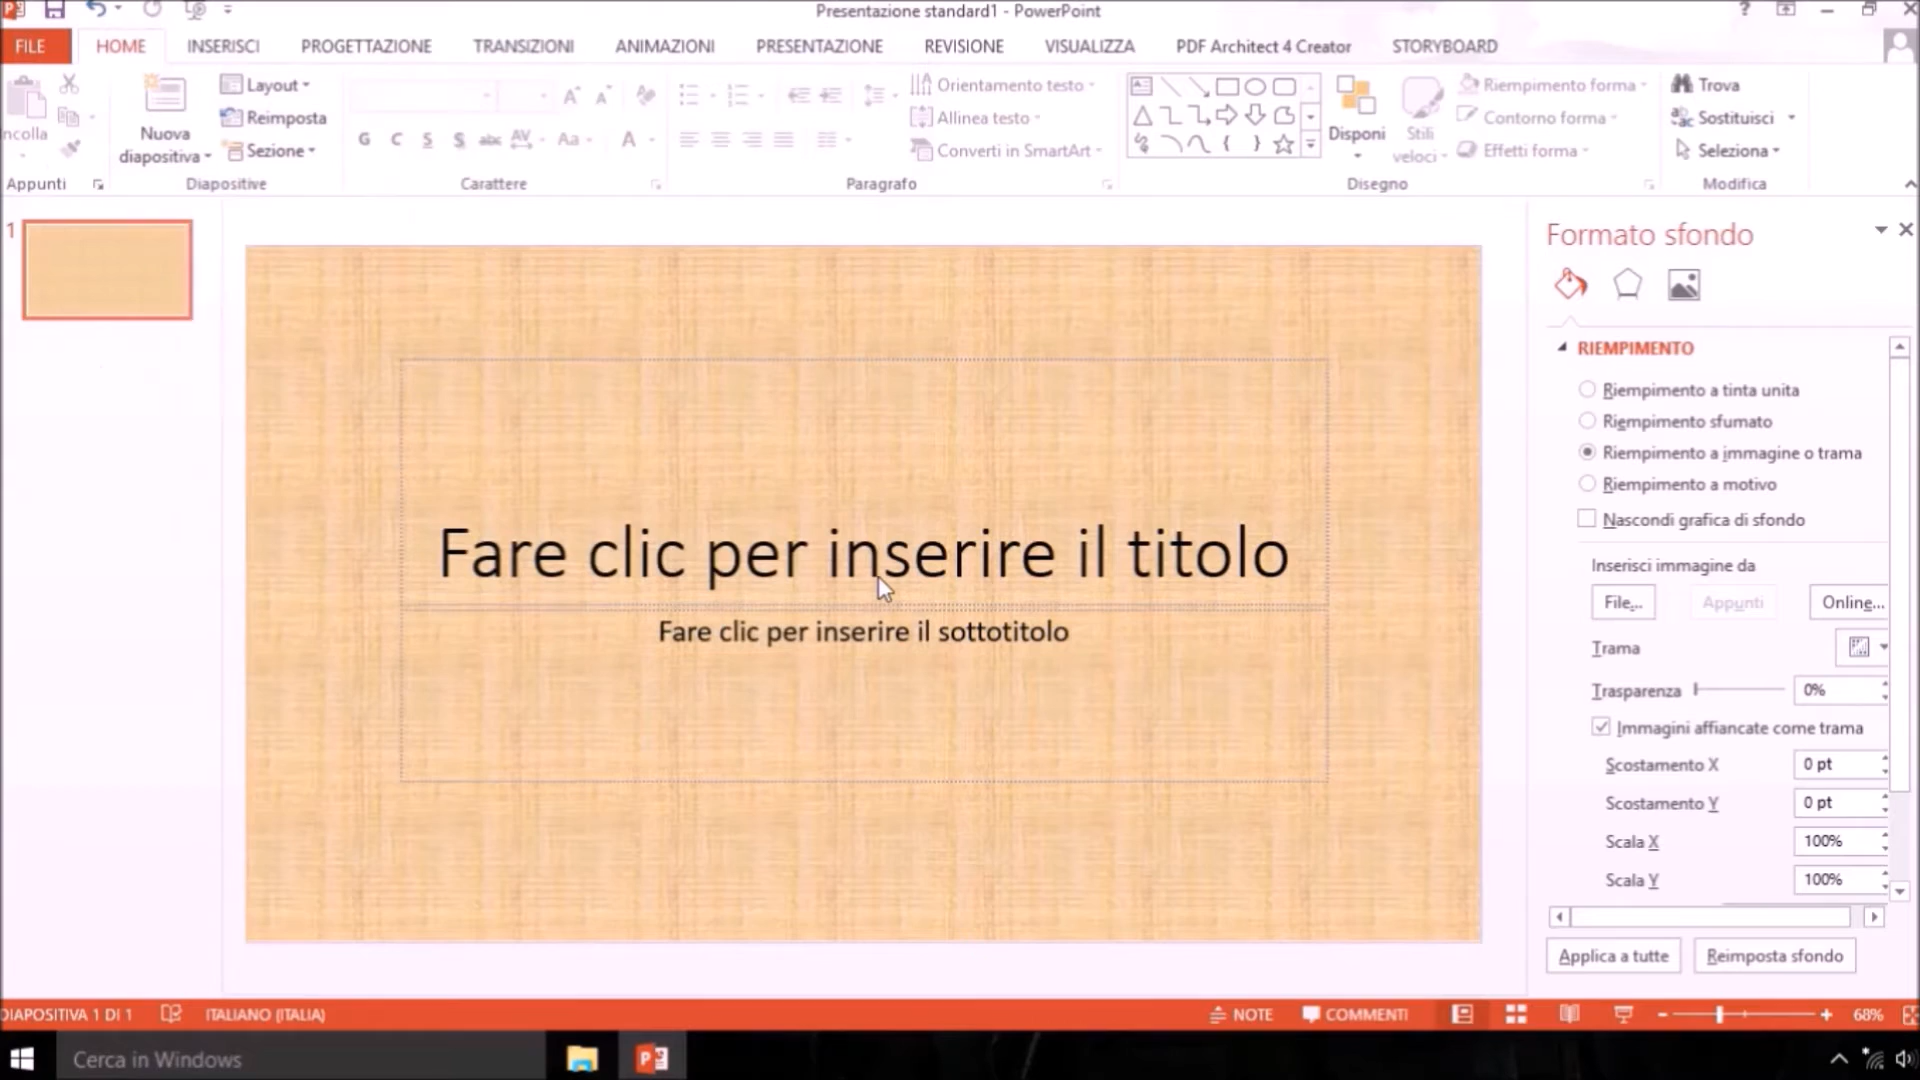 Presentazione standard1 - PowerPoint
FILE HOME INSERISCI PROGETTAZIONE TRANSIZIONI ANIMAZIONI PRESENTAZIONE REVISIONE VISUALIZZA PDF Architect 4 Creator STORYBOARD
Layout
Orientamento testo
Riempimento forma
Trova
ncolla
Nuova
diapositiva
Reimposta
Allinea testo
Disponi
Stili
veloci
Contorno forma
Sostituisci
G C S S abc AV Aa A
Sezione
Converti in SmartArt
Effetti forma
Seleziona
Appunti Diapositive Carattere Paragrafo Disegno Modifica
1
Fare clic per inserire il titolo
Fare clic per inserire il sottotitolo
Formato sfondo
RIEMPIMENTO
Riempimento a tinta unita
Riempimento sfumato
Riempimento a immagine o trama
Riempimento a motivo
Nascondi grafica di sfondo
Inserisci immagine da
File... Appunti Online...
Trama
Trasparenza 0%
Immagini affiancate come trama
Scostamento X 0 pt
Scostamento Y 0 pt
Scala X 100%
Scala Y 100%
Applica a tutte Reimposta sfondo
DIAPOSITIVA 1 DI 1 ITALIANO (ITALIA) NOTE COMMENTI 68%
Cerca in Windows